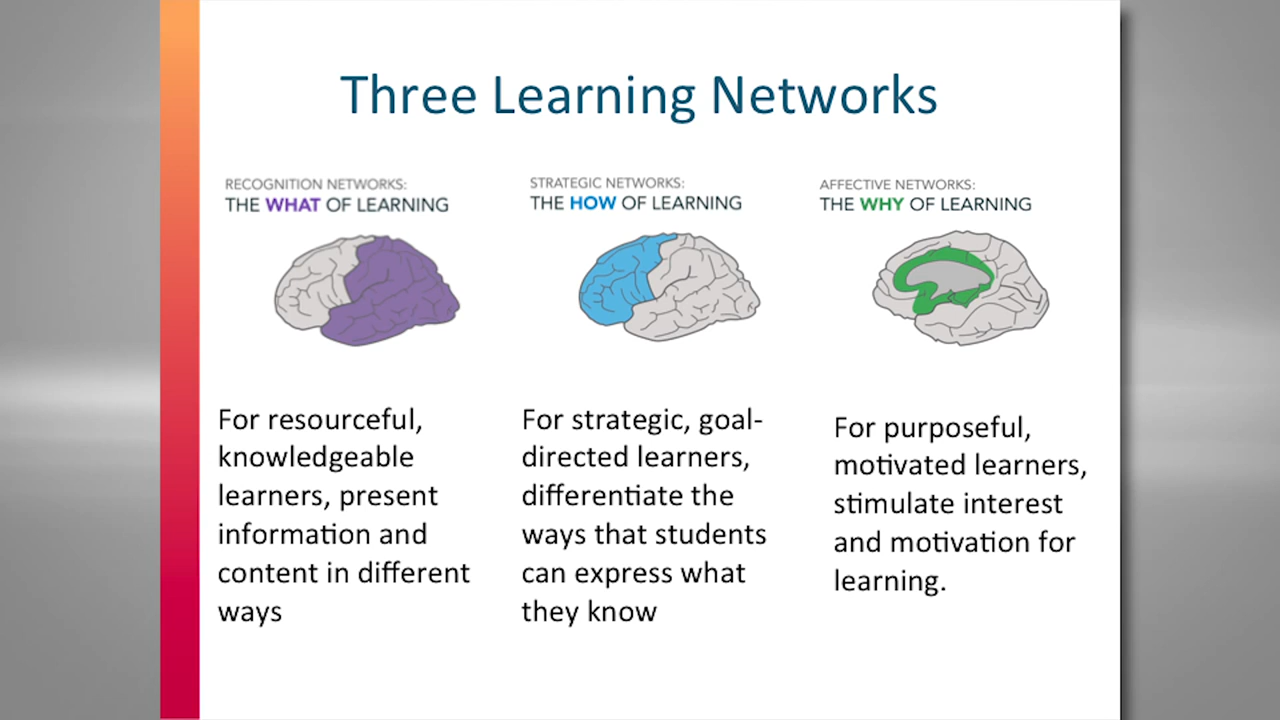 Three Learning Networks
RECOGNITION NETWORKS:
THE WHAT OF LEARNING
For resourceful,
knowledgeable
learners, present
information and
content in different
ways
STRATEGIC NETWORKS:
THE HOW OF LEARNING
For strategic, goal-
directed learners,
differentiate the
ways that students
can express what
they know
AFFECTIVE NETWORKS:
THE WHY OF LEARNING
For purposeful,
motivated learners,
stimulate interest
and motivation for
learning.